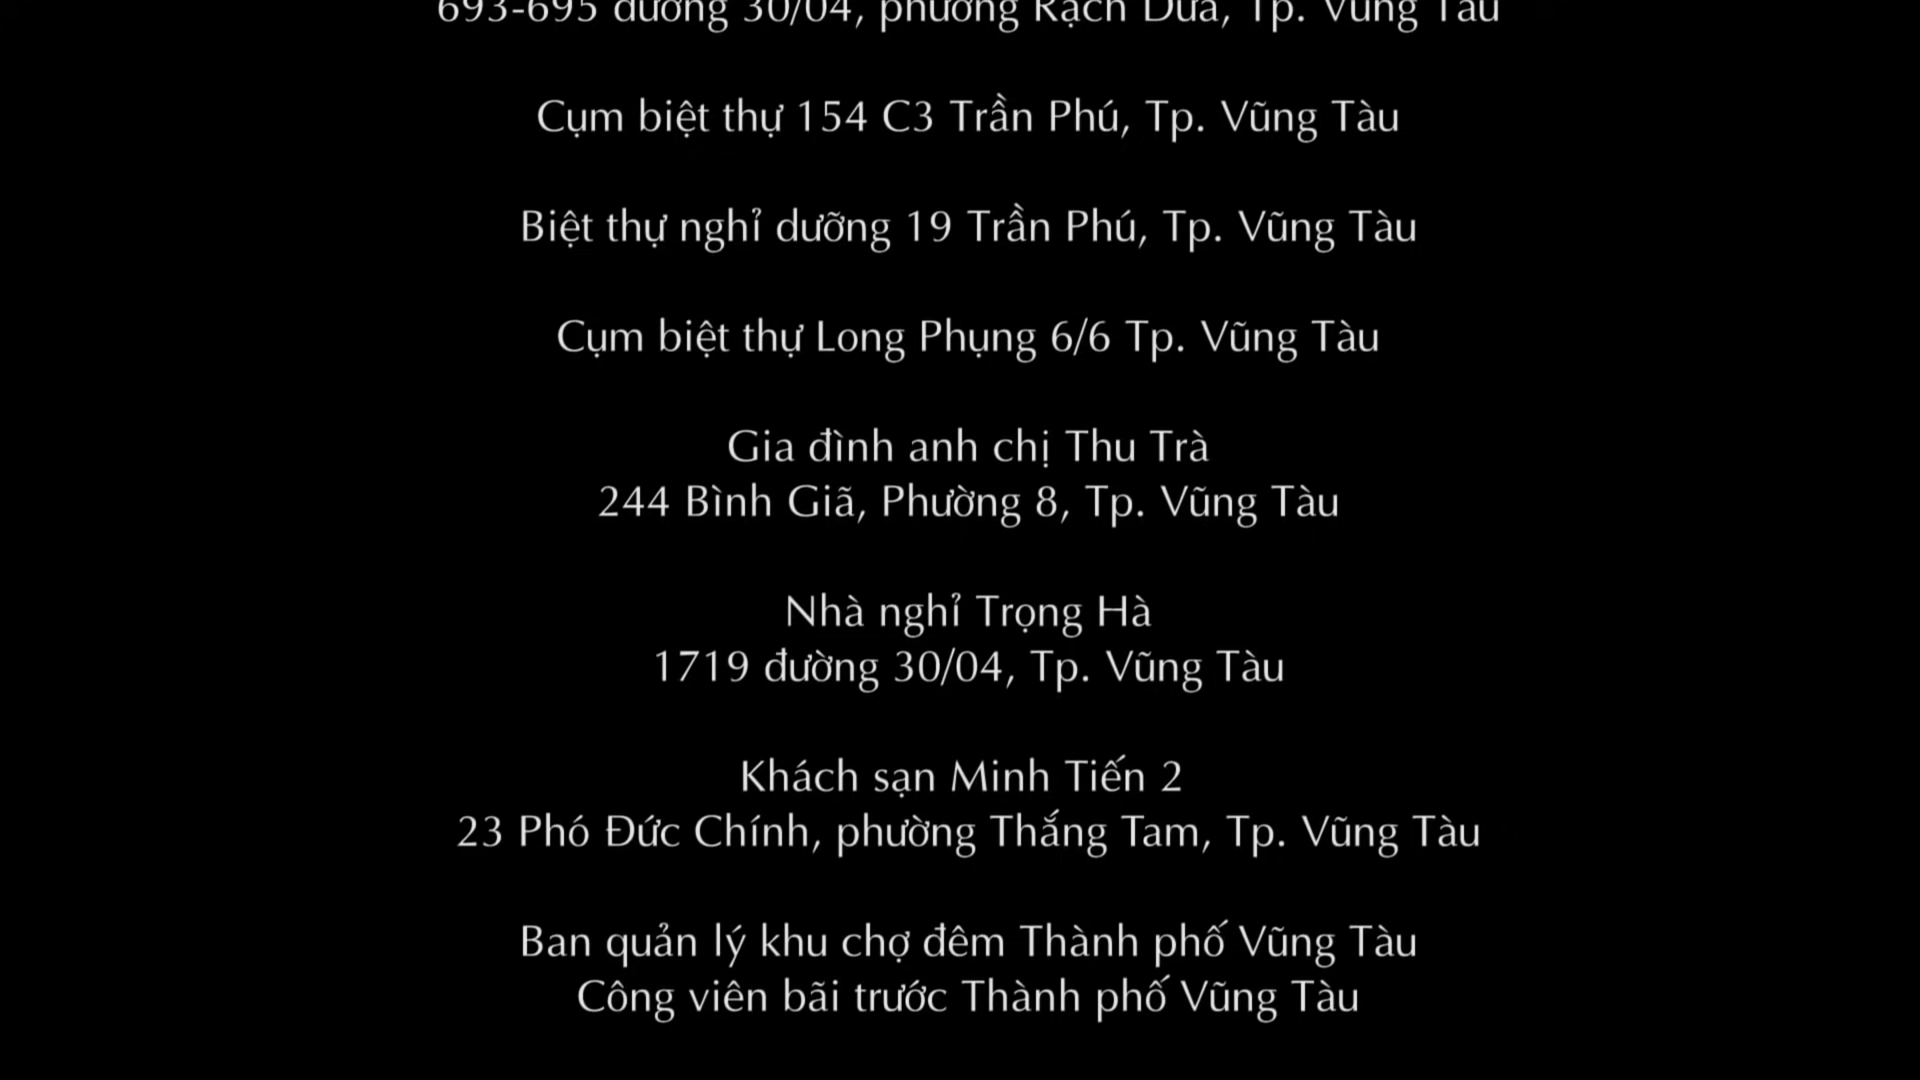 693-695 đường 30/04, phường Rạch Dừa, Tp. Vũng Tàu
Cụm biệt thự 154 C3 Trần Phú, Tp. Vũng Tàu
Biệt thự nghỉ dưỡng 19 Trần Phú, Tp. Vũng Tàu
Cụm biệt thự Long Phụng 6/6 Tp. Vũng Tàu
Gia đình anh chị Thu Trà
244 Bình Giã, Phường 8, Tp. Vũng Tàu
Nhà nghỉ Trọng Hà
1719 đường 30/04, Tp. Vũng Tàu
Khách sạn Minh Tiến 2
23 Phó Đức Chính, phường Thắng Tam, Tp. Vũng Tàu
Ban quản lý khu chợ đêm Thành phố Vũng Tàu
Công viên bãi trước Thành phố Vũng Tàu